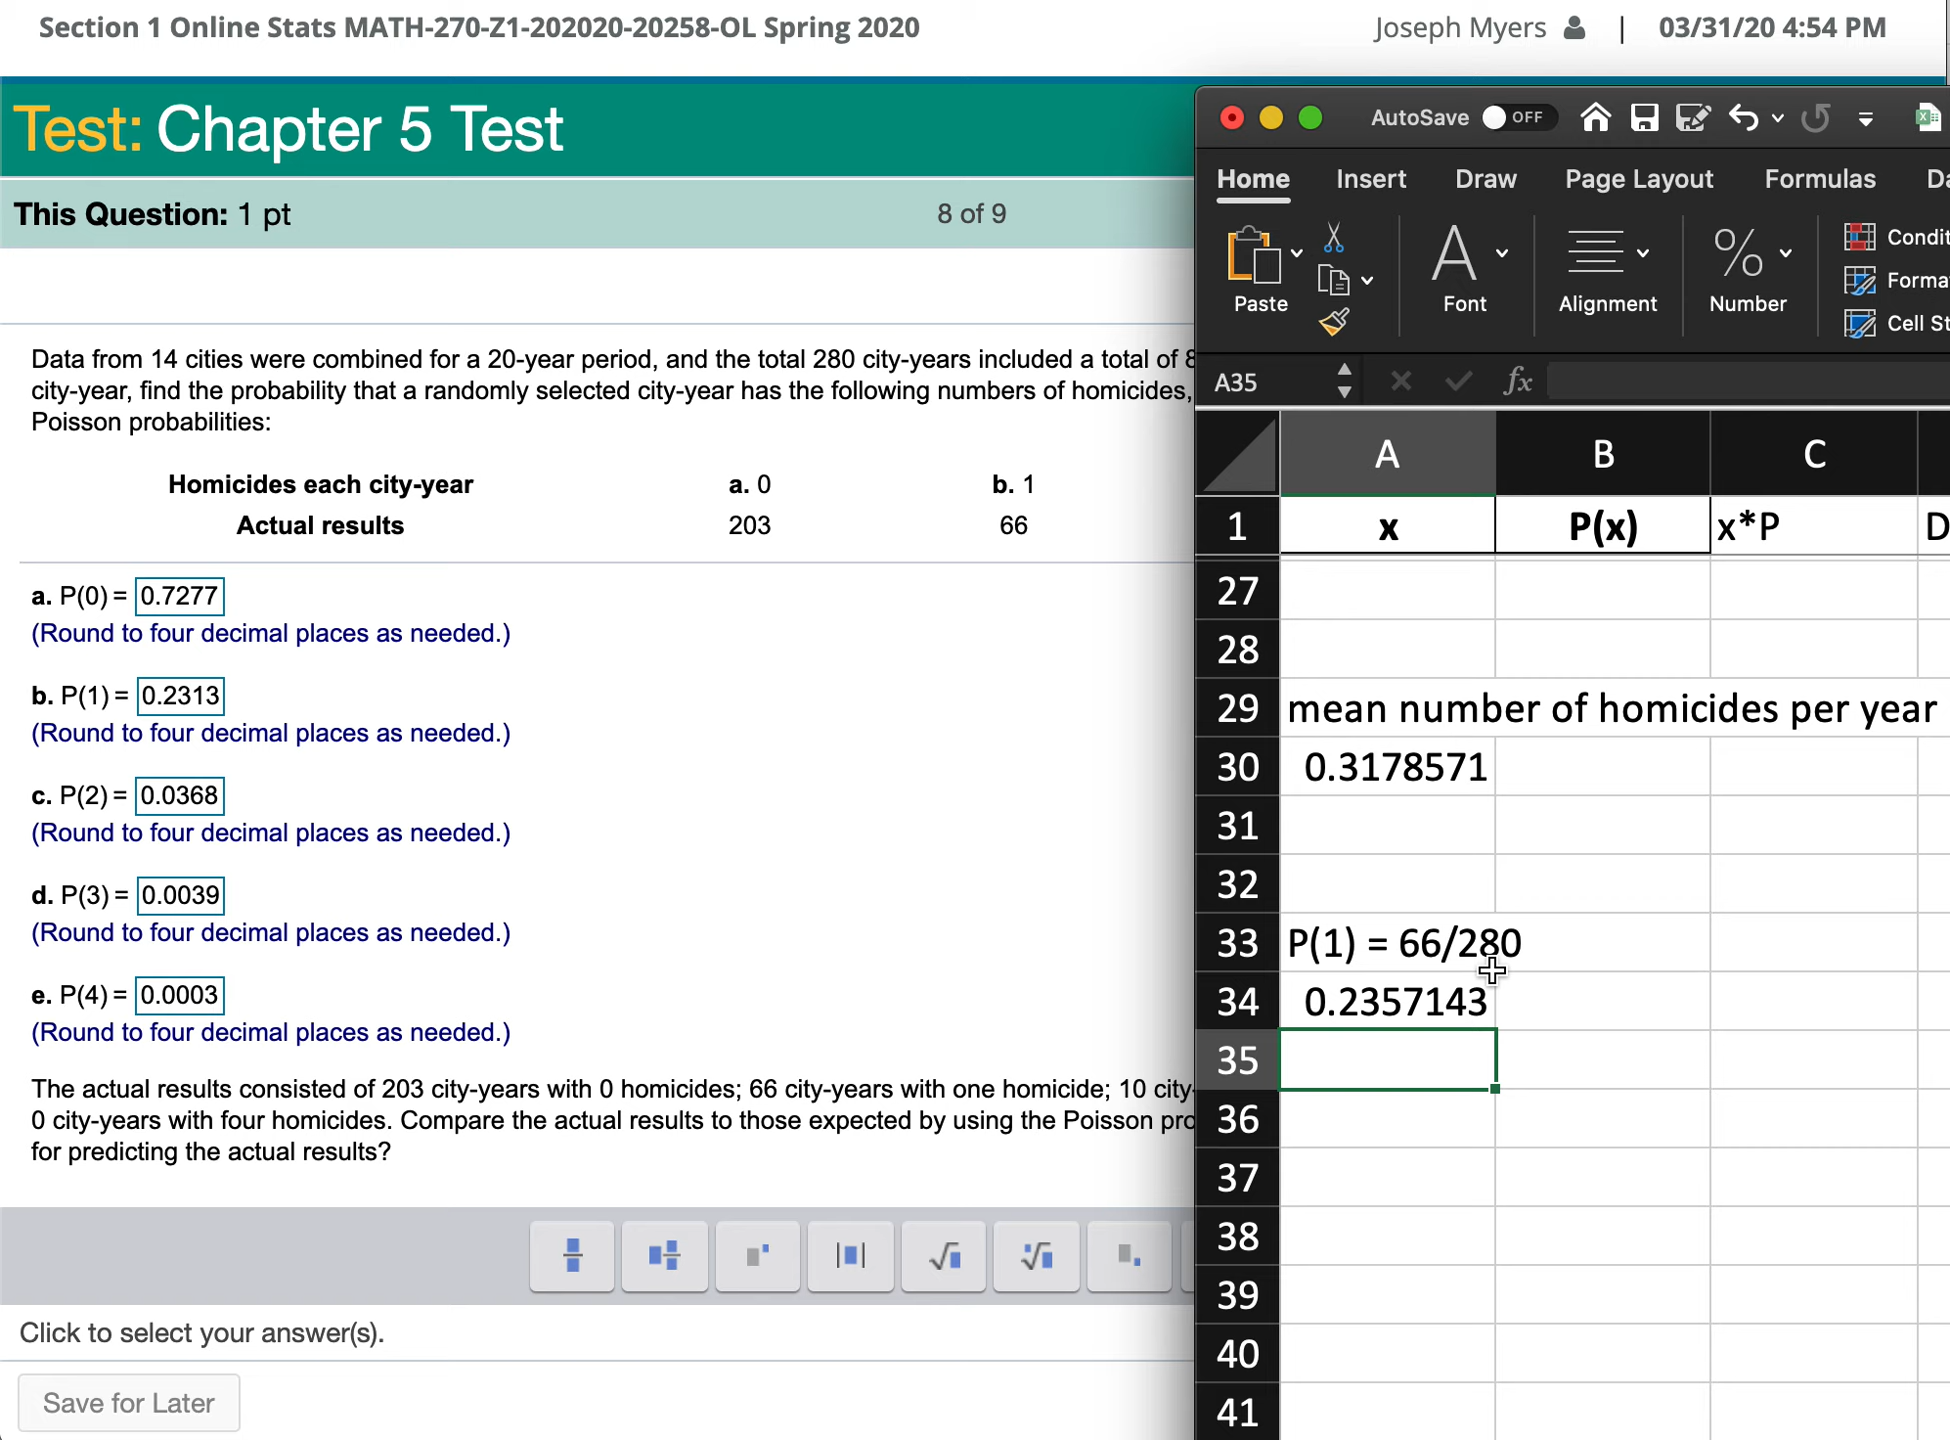 Section 1 Online Stats MATH-270-Z1-202020-20258-OL Spring 2020
Joseph Myers | 03/31/20 4:54 PM
Test: Chapter 5 Test
This Question: 1 pt
8 of 9
Data from 14 cities were combined for a 20-year period, and the total 280 city-years included a total of 8
city-year, find the probability that a randomly selected city-year has the following numbers of homicides,
Poisson probabilities:
Homicides each city-year a. 0 b. 1
Actual results 203 66
a. P(0) = 0.7277
(Round to four decimal places as needed.)
b. P(1) = 0.2313
(Round to four decimal places as needed.)
c. P(2) = 0.0368
(Round to four decimal places as needed.)
d. P(3) = 0.0039
(Round to four decimal places as needed.)
e. P(4) = 0.0003
(Round to four decimal places as needed.)
The actual results consisted of 203 city-years with 0 homicides; 66 city-years with one homicide; 10 city-
0 city-years with four homicides. Compare the actual results to those expected by using the Poisson pro
for predicting the actual results?
Click to select your answer(s).
Save for Later
AutoSave OFF
Home Insert Draw Page Layout Formulas Da
Paste Font Alignment % Number
Condit
Forma
Cell St
A35 fx
A B C
1 x P(x) x*P D
27
28
29 mean number of homicides per year
30 0.3178571
31
32
33 P(1) = 66/280
34 0.2357143
35
36
37
38
39
40
41